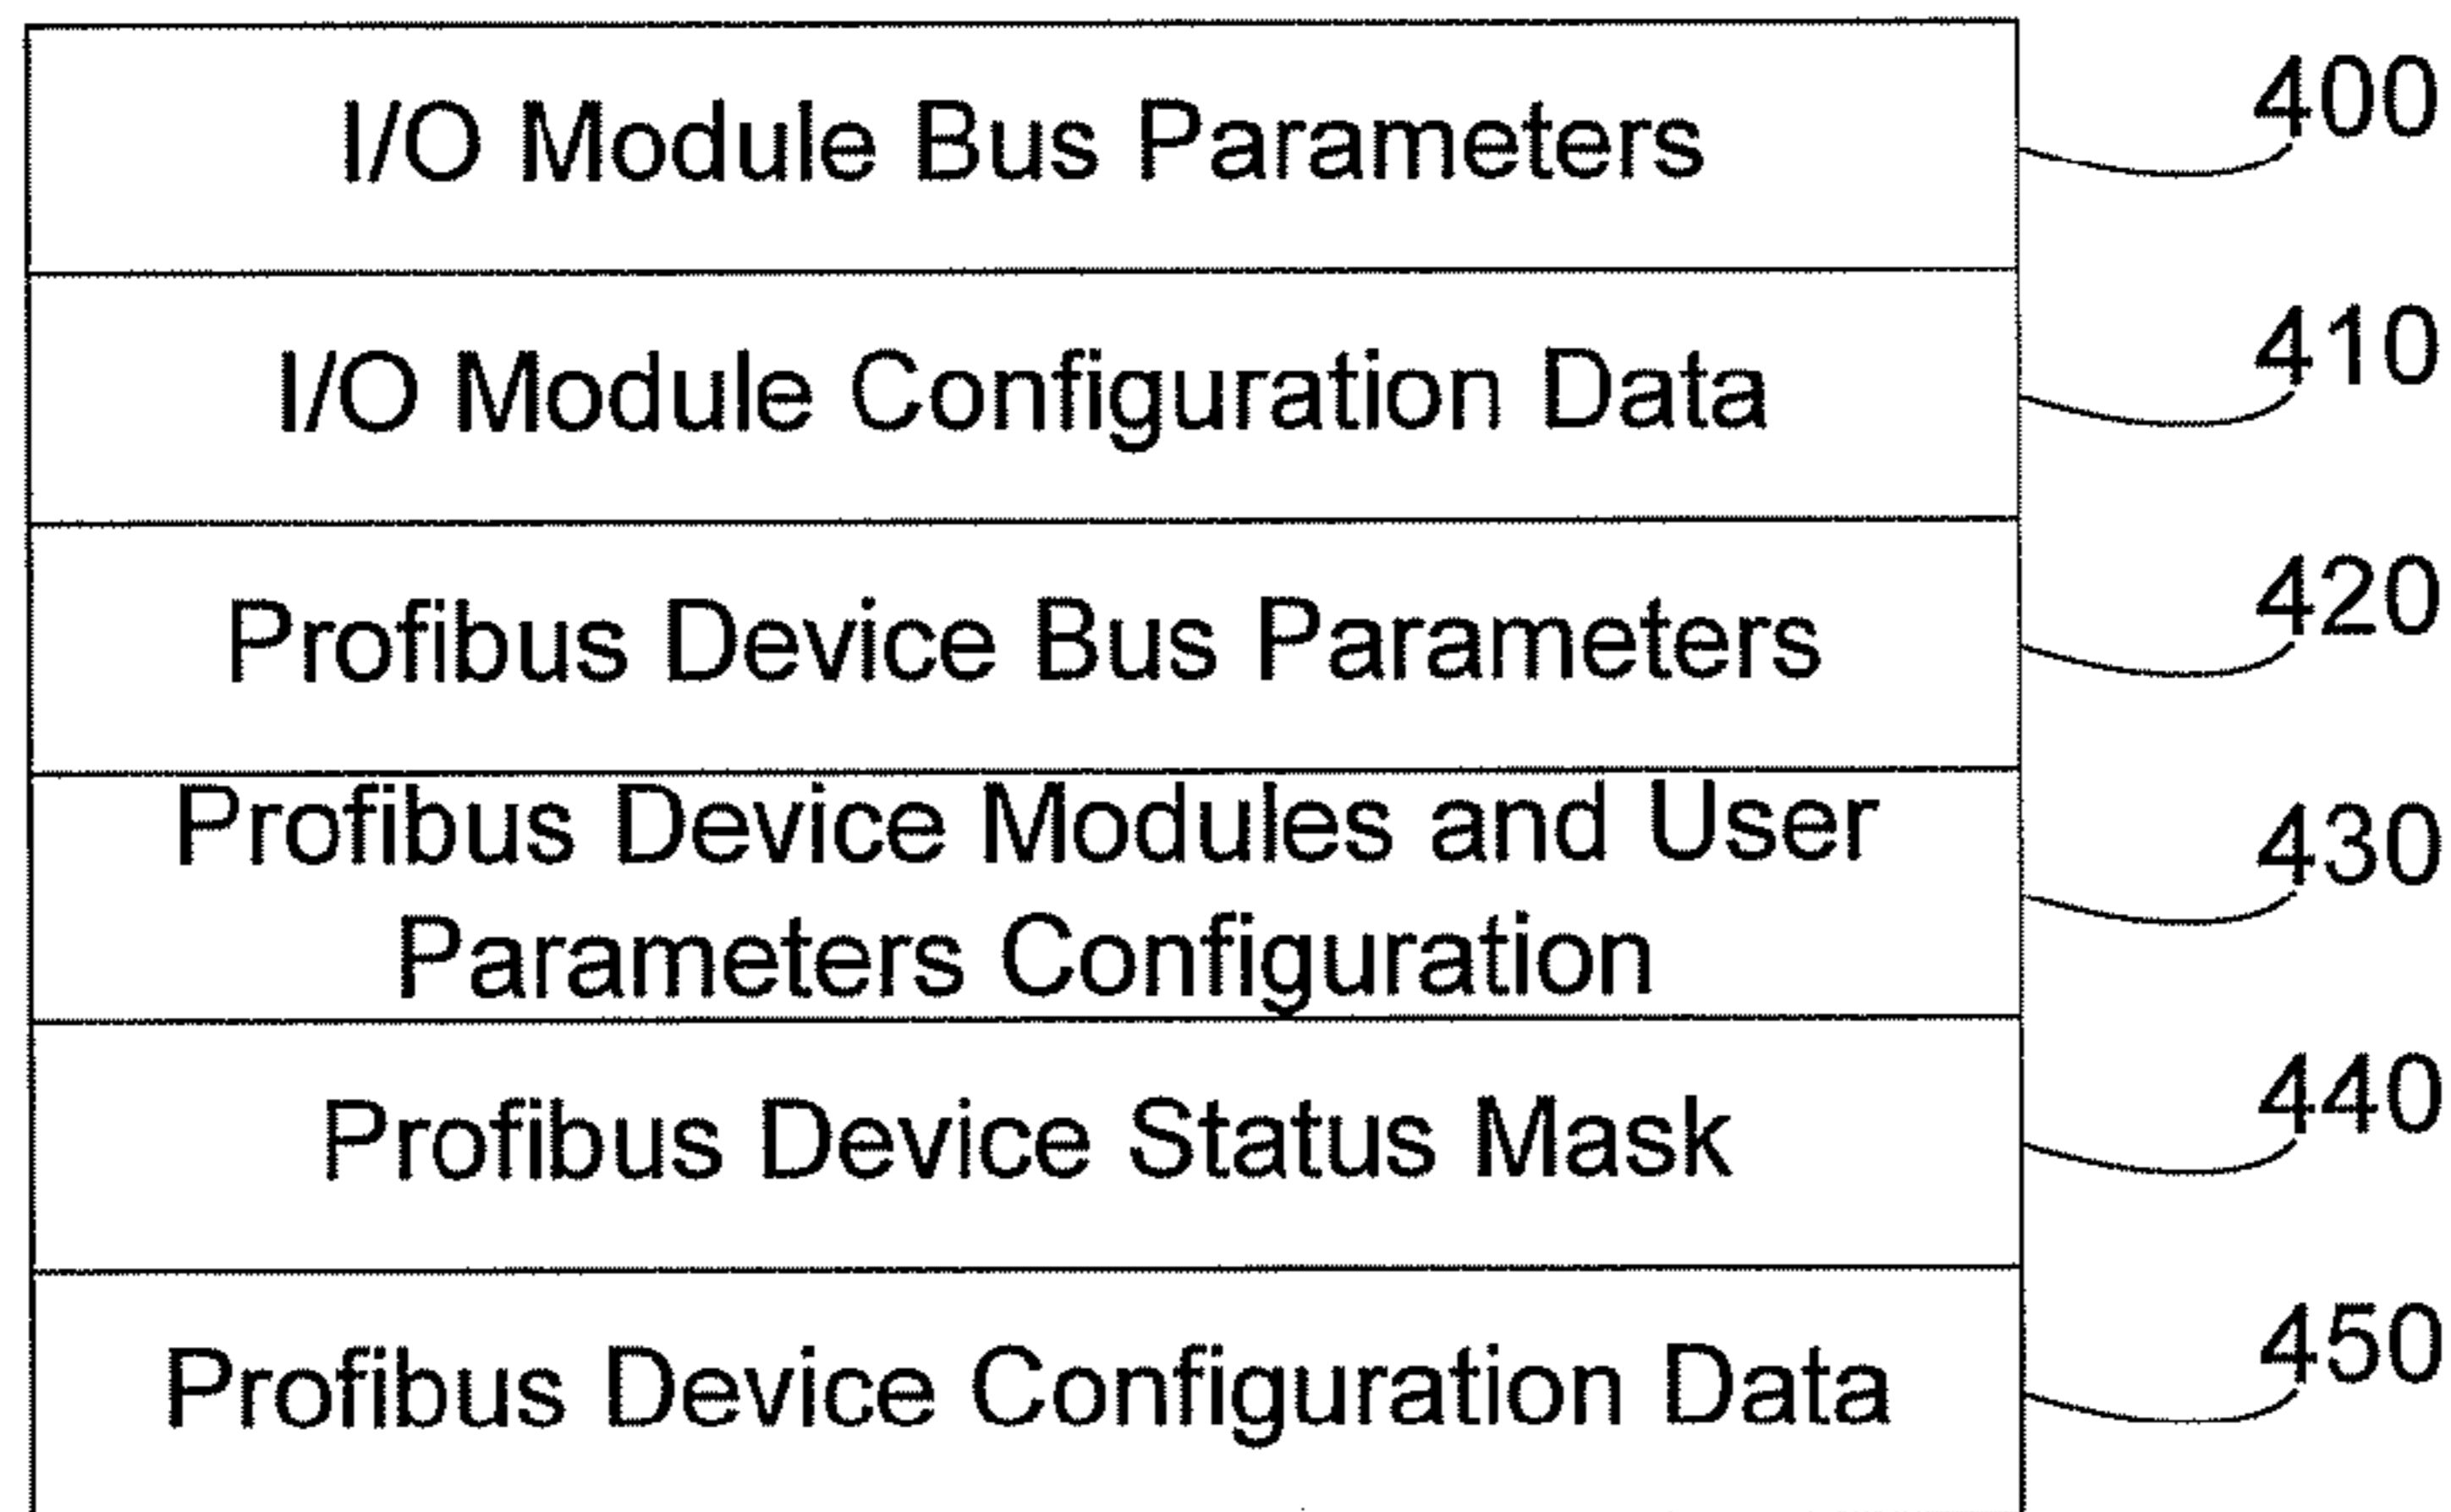 I/O Module Bus Parameters 400
I/O Module Configuration Data 410
Profibus Device Bus Parameters 420
Profibus Device Modules and User 430
Parameters Configuration
Profibus Device Status Mask 440
Profibus Device Configuration Data 450